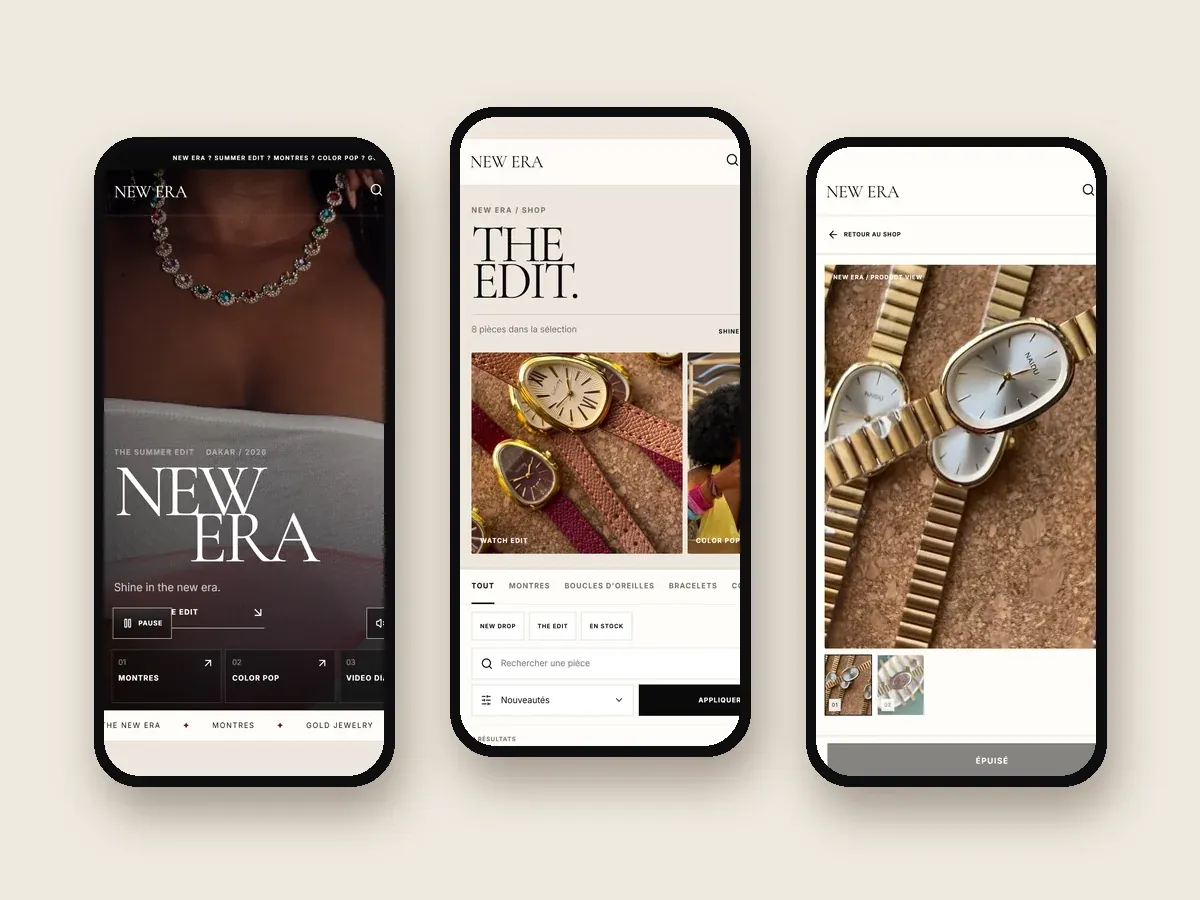 NEW ERA ? SUMMER EDIT ? MONTRES ? COLOR POP ?
NEW ERA
THE SUMMER EDIT DAKAR / 2026
NEW
ERA
Shine in the new era.
E EDIT
PAUSE
01
MONTRES
02
COLOR POP
03
VIDEO
THE NEW ERA ✦ MONTRES ✦ GOLD JEWELRY
NEW ERA
NEW ERA / SHOP
THE
EDIT.
8 pièces dans la sélection
SHINE
WATCH EDIT
COLOR POP
TOUT MONTRES BOUCLES D'OREILLES BRACELETS
NEW DROP THE EDIT EN STOCK
Rechercher une pièce
Nouveautés
APPLIQUER
RÉSULTATS
NEW ERA
RETOUR AU SHOP
NEW ERA / PRODUCT VIEW
NAIDU
NAIDU
01
02
ÉPUISÉ